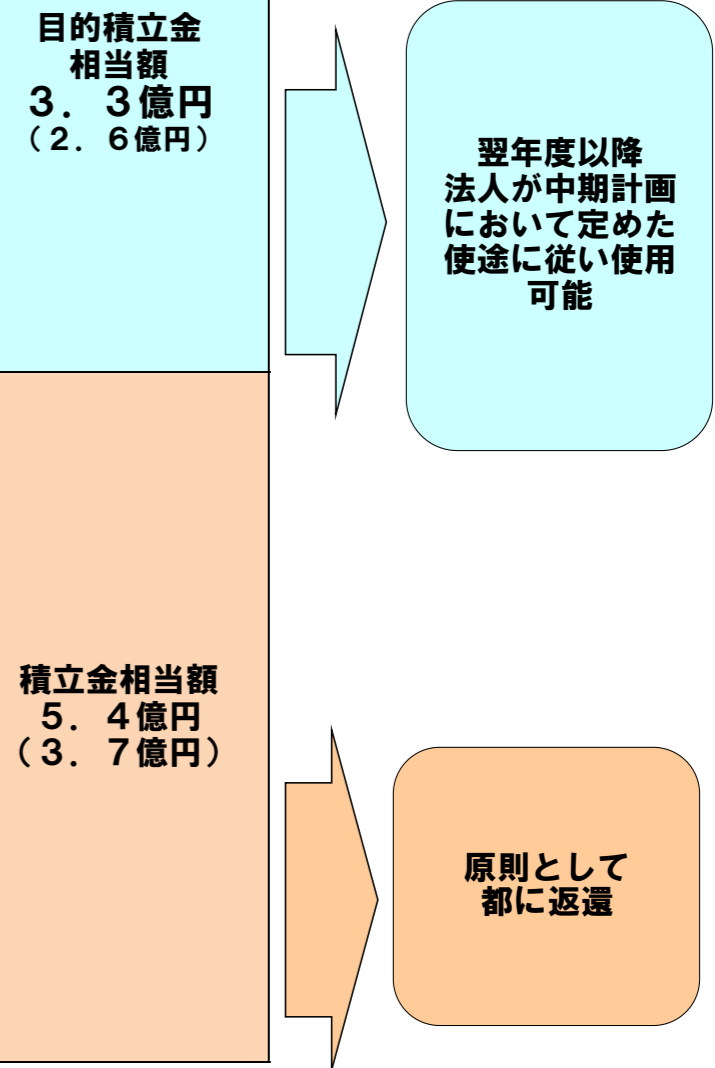 目的積立金
相当額
３．３億円
（２．６億円）
翌年度以降
法人が中期計画
において定めた
使途に従い使用
可能
積立金相当額
５．４億円
（３．７億円）
原則として
都に返還